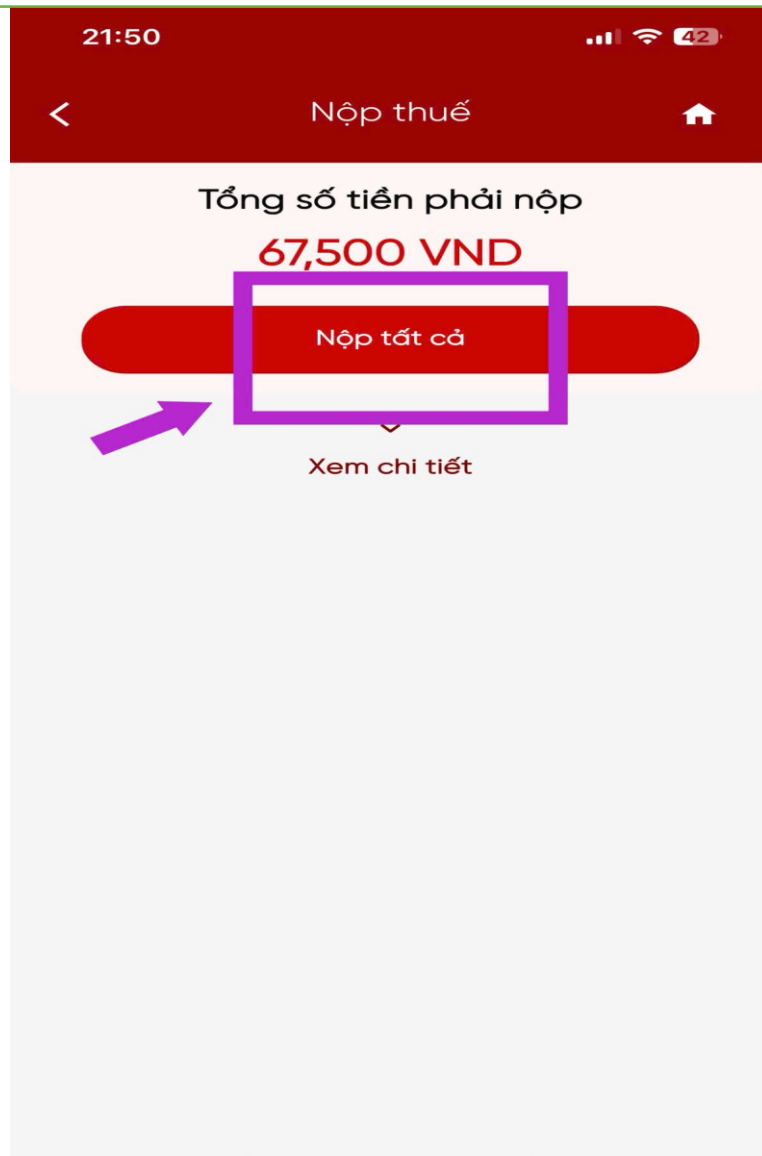 21:50
42
Nộp thuế
Tổng số tiền phải nộp
67,500 VND
Nộp tất cả
Xem chi tiết